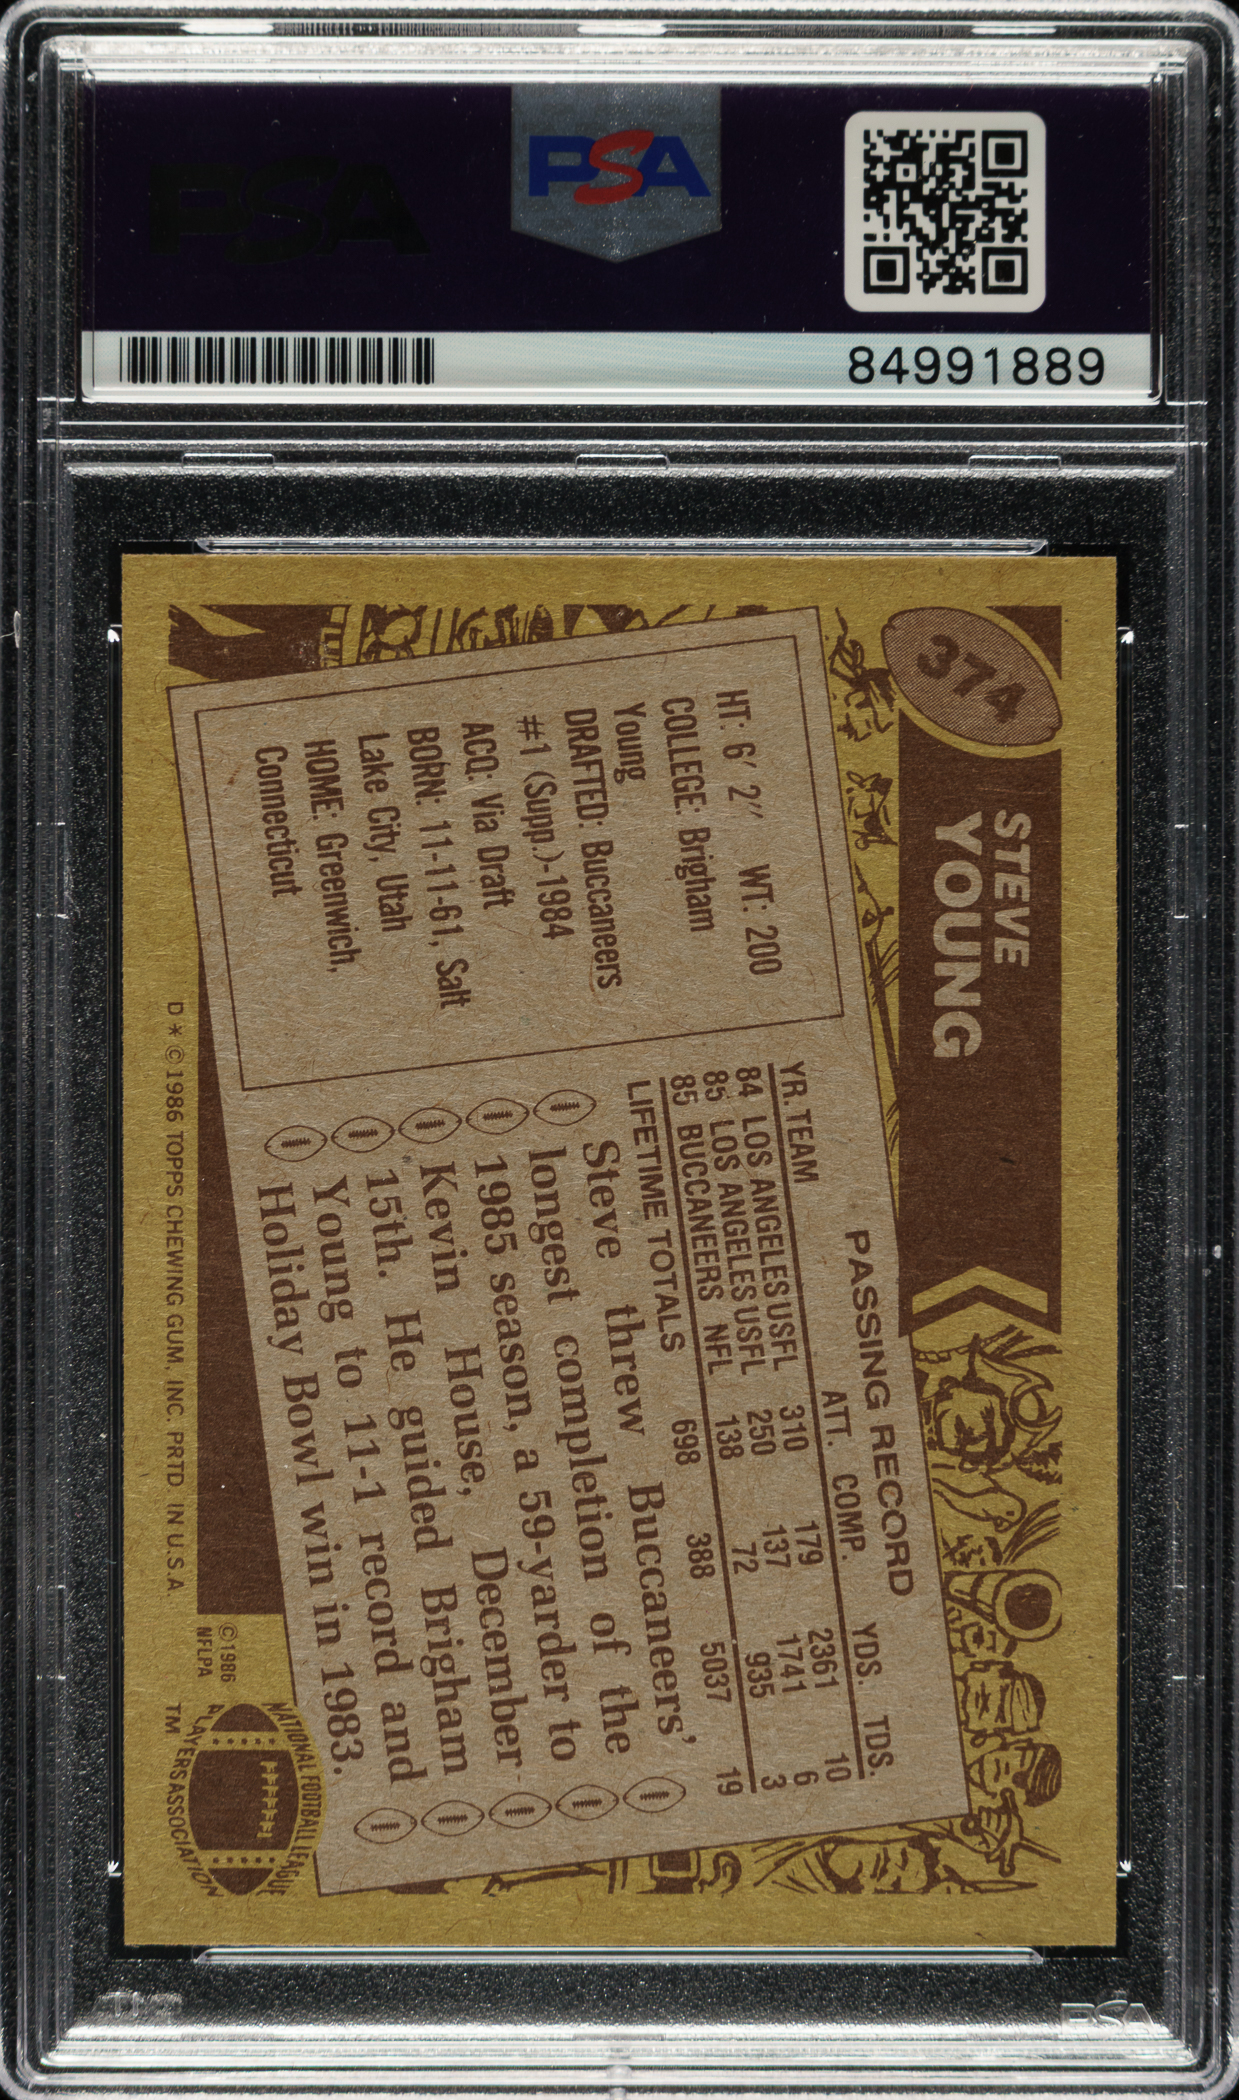 PSA
PSA
84991889
374
STEVE
YOUNG
HT: 6' 2" WT: 200
COLLEGE: Brigham
Young
DRAFTED: Buccaneers
#1 (Supp.)-1984
ACQ: Via Draft
BORN: 11-11-61, Salt
Lake City, Utah
HOME: Greenwich,
Connecticut
PASSING RECORD
YR. TEAM ATT. COMP. YDS. TDS.
84 LOS ANGELES USFL 310 179 2361 10
85 LOS ANGELES USFL 250 137 1741 6
85 BUCCANEERS NFL 138 72 935 3
LIFETIME TOTALS 698 388 5037 19
Steve threw Buccaneers'
longest completion of the
1985 season, a 59-yarder to
Kevin House, December
15th. He guided Brigham
Young to 11-1 record and
Holiday Bowl win in 1983.
D * © 1986 TOPPS CHEWING GUM, INC. PRTD. IN U.S.A.
© 1986
NFLPA
NATIONAL FOOTBALL LEAGUE
PLAYERS ASSOCIATION
TM
PSA